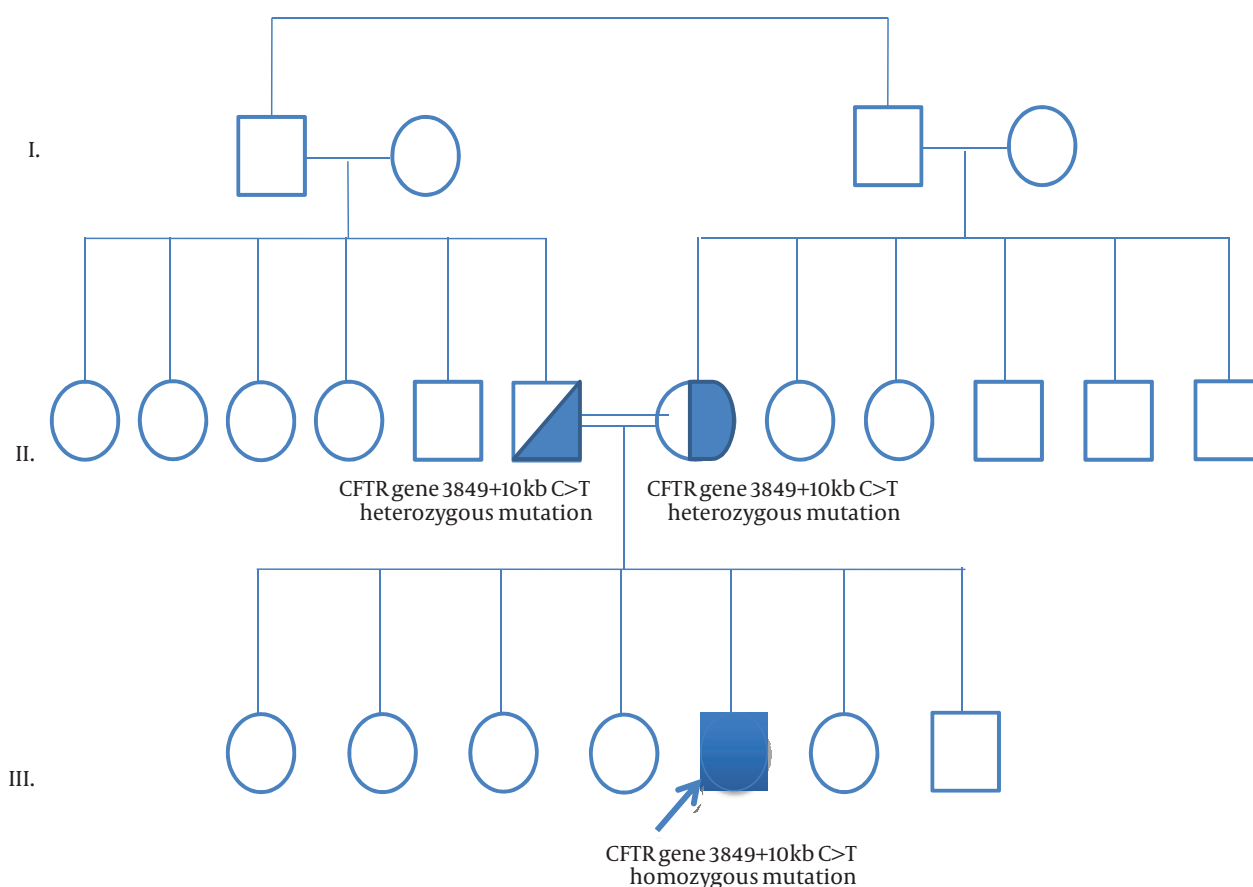 I.
II.
CFTR gene 3849+10kb C>T
heterozygous mutation
CFTR gene 3849+10kb C>T
heterozygous mutation
III.
CFTR gene 3849+10kb C>T
homozygous mutation